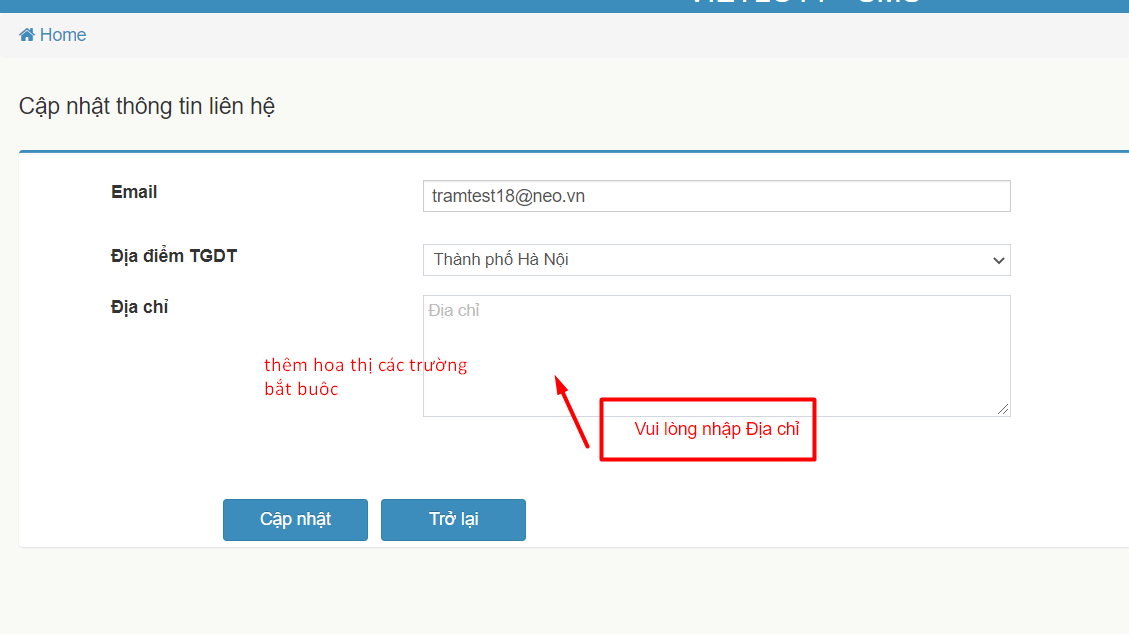 Home
Cập nhật thông tin liên hệ
Email
tramtest18@neo.vn
Địa điểm TGDT
Thành phố Hà Nội
Địa chỉ
Địa chỉ
thêm hoa thị các trường
bắt buôc
Vui lòng nhập Địa chỉ
Cập nhật
Trở lại